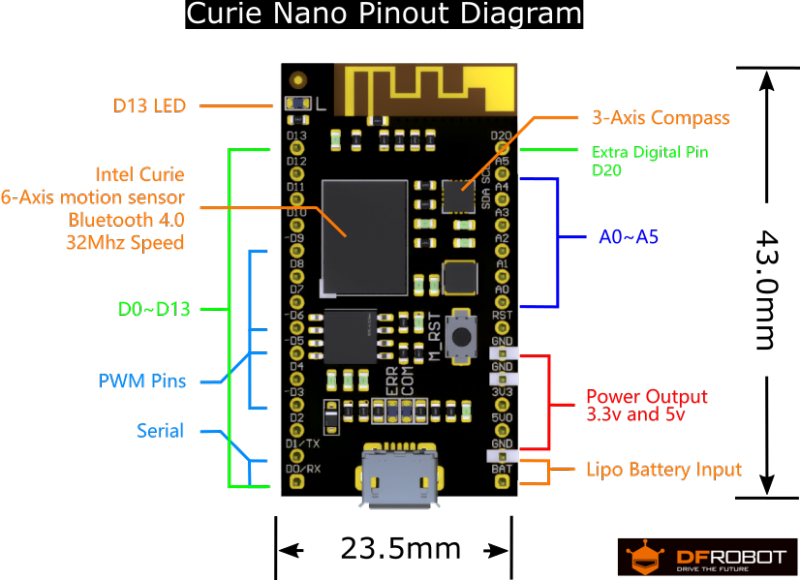 Curie Nano Pinout Diagram
D13 LED
L
3-Axis Compass
Extra Digital Pin
D20
Intel Curie
6-Axis motion sensor
Bluetooth 4.0
32Mhz Speed
A0~A5
D0~D13
PWM Pins
Serial
Power Output
3.3v and 5v
Lipo Battery Input
D13
D12
D11
D10
~D9
D8
D7
~D6
~D5
D4
~D3
D2
D1/TX
D0/RX
D20
A5
A4
A3
A2
A1
A0
RST
GND
GND
3V3
5V0
GND
BAT
SDA SCL
M_RST
ERR
COM
43.0mm
23.5mm
DFROBOT
DRIVE THE FUTURE